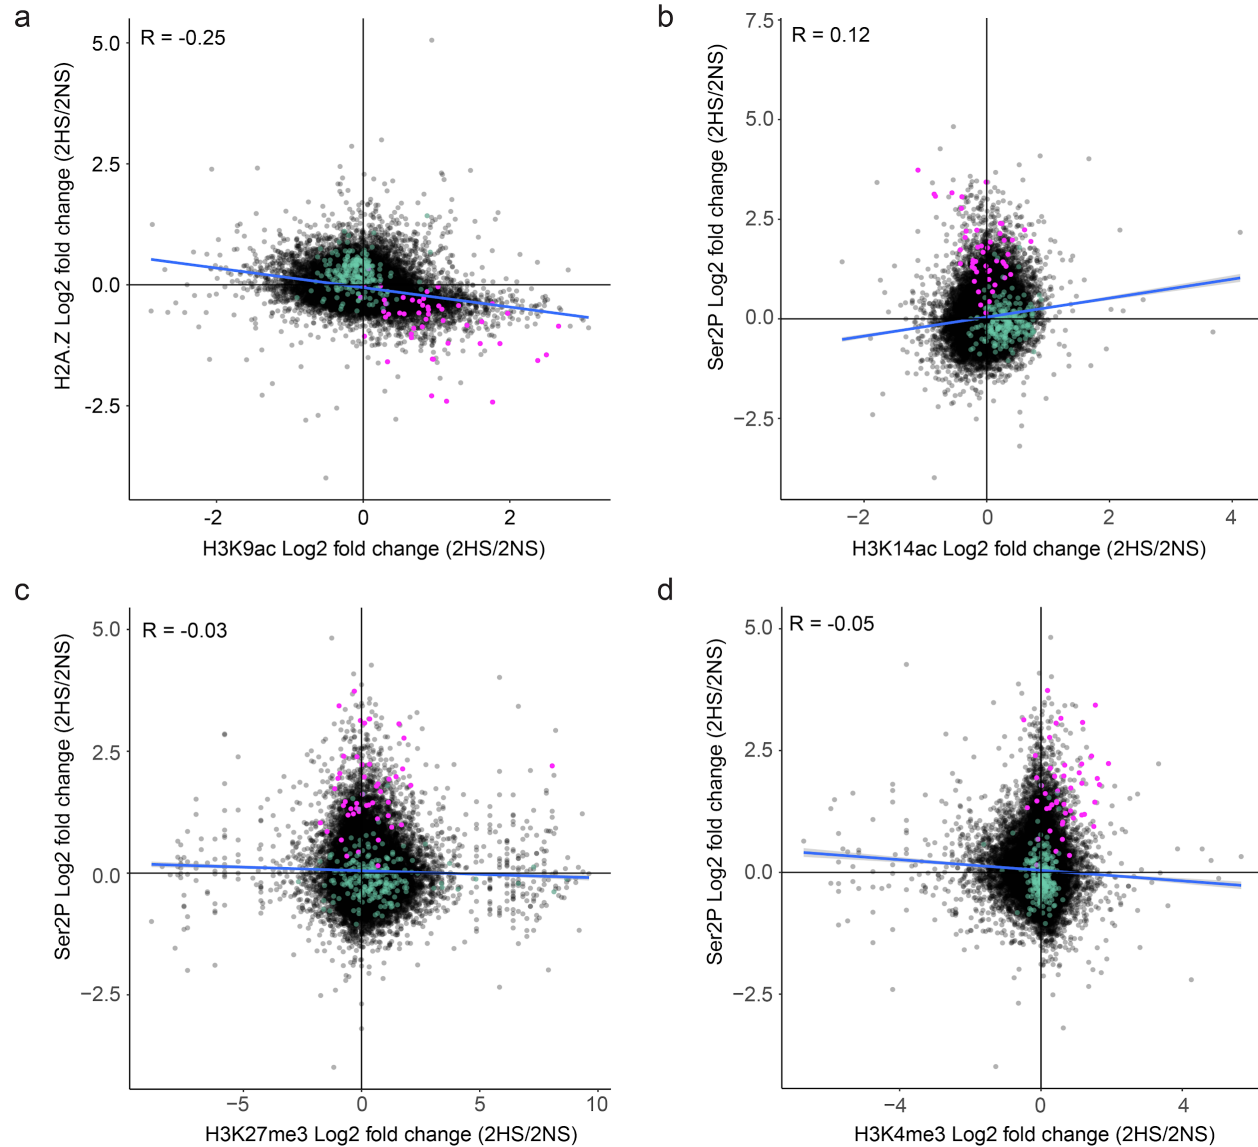 a
R = -0.25
5.0
2.5
0.0
-2.5
H2A.Z Log2 fold change (2HS/2NS)
-2
0
2
H3K9ac Log2 fold change (2HS/2NS)
b
R = 0.12
7.5
5.0
2.5
0.0
−2.5
Ser2P Log2 fold change (2HS/2NS)
−2
0
2
4
H3K14ac Log2 fold change (2HS/2NS)
c
R = -0.03
5.0
2.5
0.0
−2.5
Ser2P Log2 fold change (2HS/2NS)
−5
0
5
10
H3K27me3 Log2 fold change (2HS/2NS)
d
R = -0.05
5.0
2.5
0.0
−2.5
Ser2P Log2 fold change (2HS/2NS)
−4
0
4
H3K4me3 Log2 fold change (2HS/2NS)